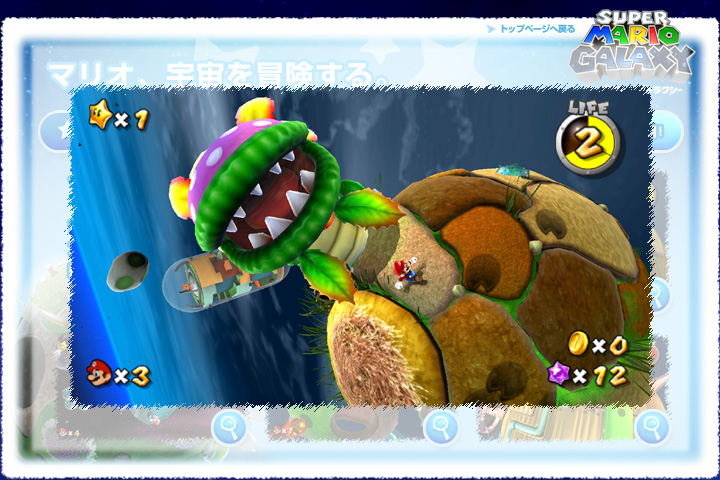 トップページへ戻る
SUPER
MARIO
GALAXY
マリオ、宇宙を冒険する。
×1
LIFE
2
×3
×0
×12